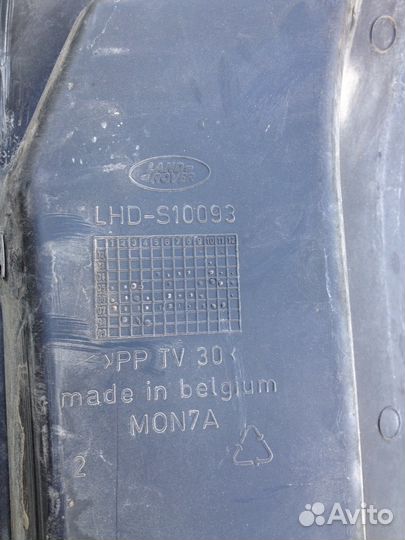 LAND-
ROVER
LHD-S10093
1 2 3 4 5 6 7 8 9 10 11 12
>PP TV 30<
made in belgium
MON7A
2
Avito